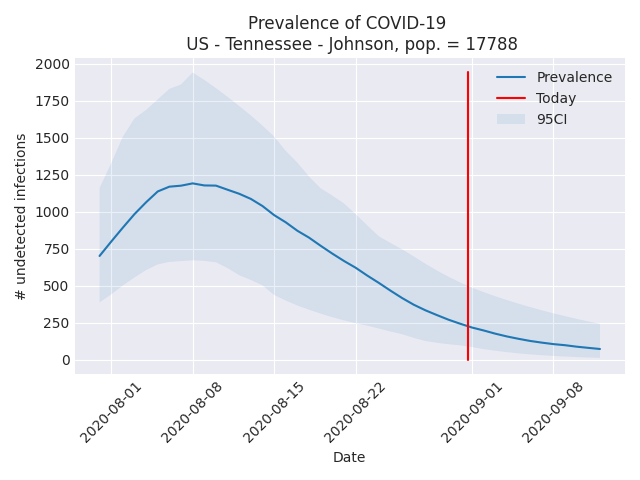 Prevalence of COVID-19
US - Tennessee - Johnson, pop. = 17788
2000
1750
1500
1250
1000
750
500
250
0
# undetected infections
Prevalence
Today
95CI
2020-08-01
2020-08-08
2020-08-15
2020-08-22
2020-09-01
2020-09-08
Date